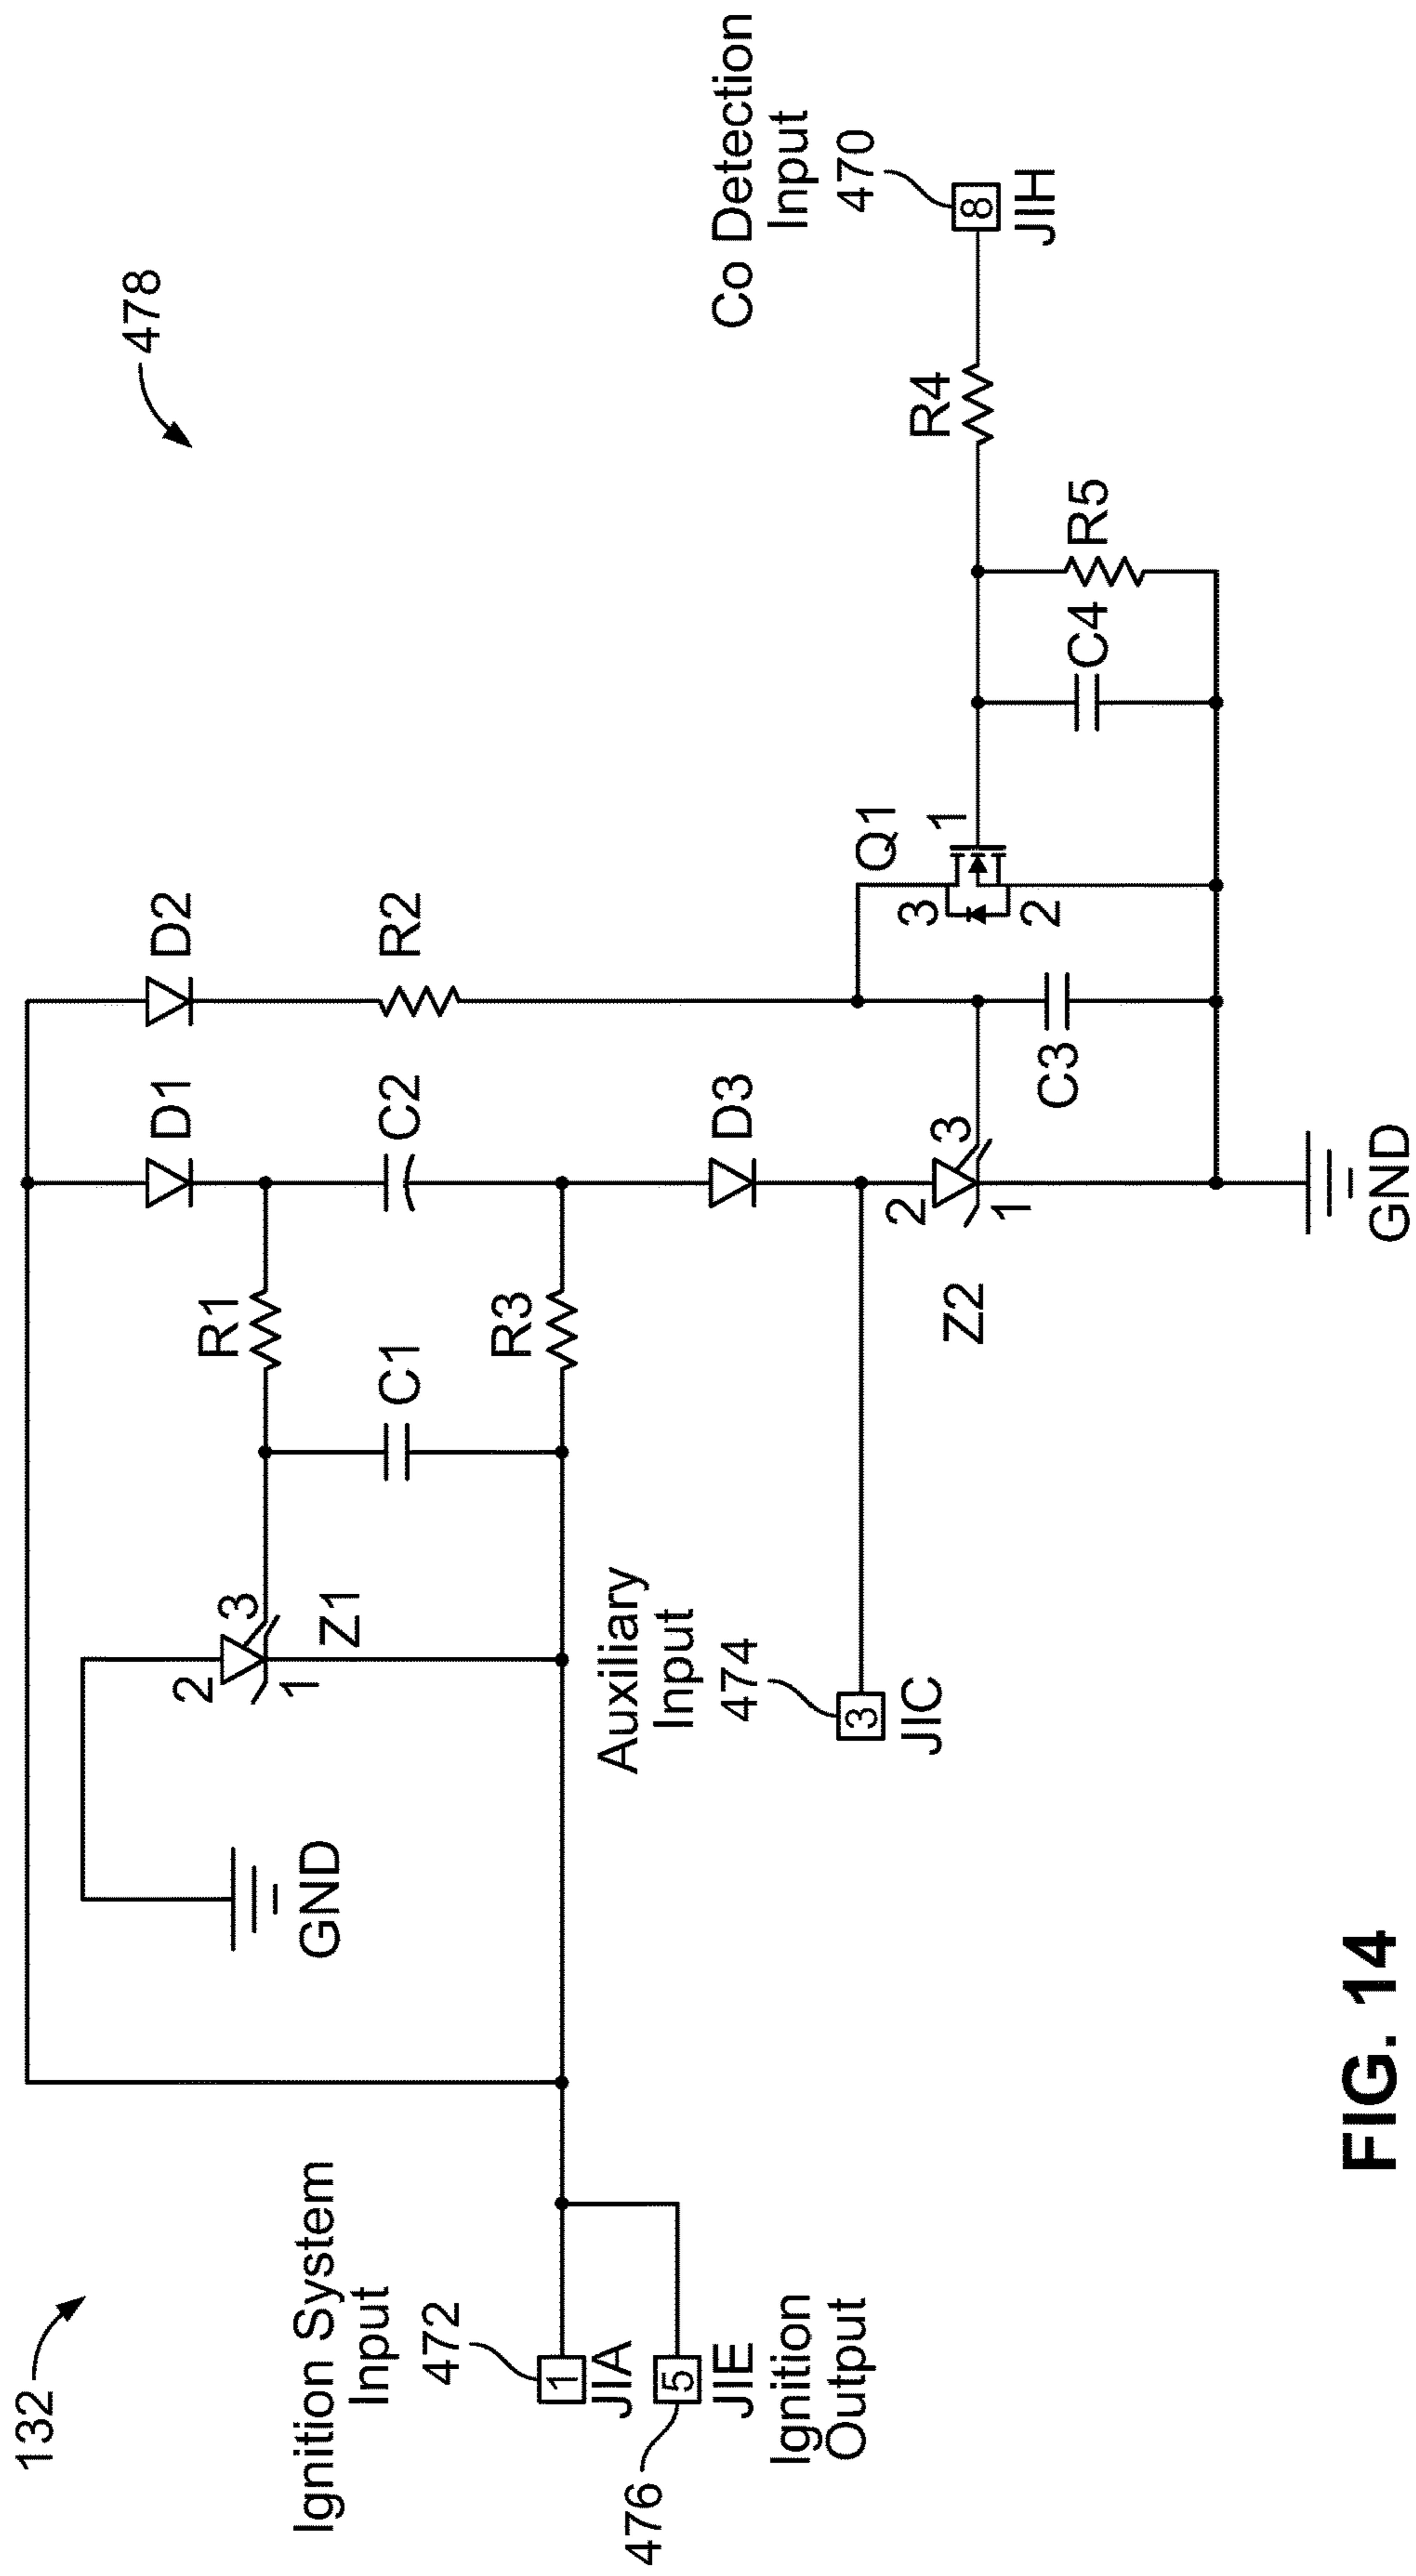 132
478
Ignition System
Input
472
1
JIA
476
5
JIE
Ignition
Output
GND
2
3
1
Z1
R1
C1
R3
D1
C2
D2
R2
D3
Auxiliary
Input
474
3
JIC
2
3
1
Z2
C3
Q1
3
1
2
C4
R5
R4
Co Detection
Input
470
8
JIH
GND
FIG. 14